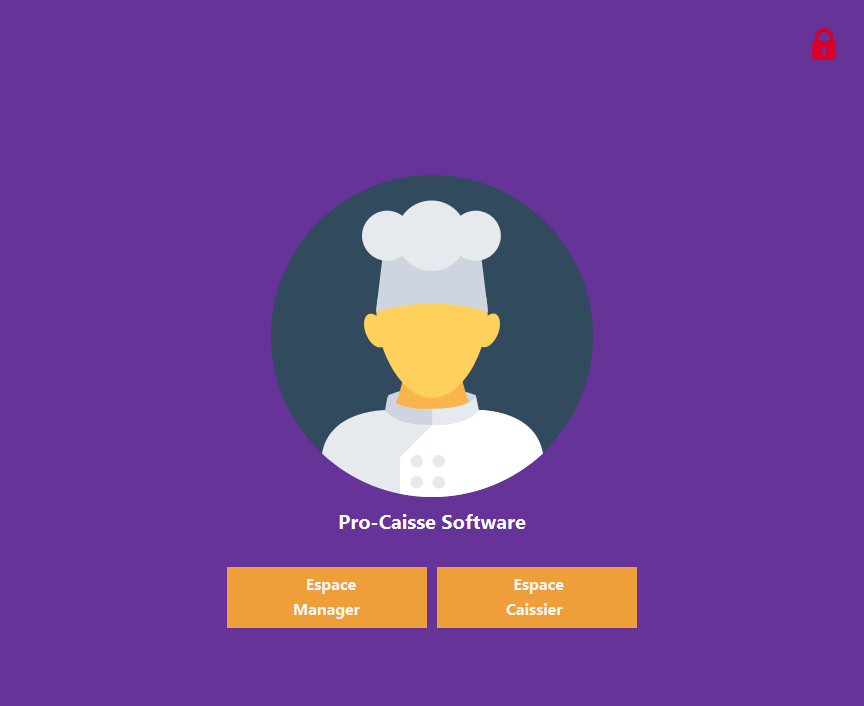 Pro-Caisse Software
Espace
Manager
Espace
Caissier